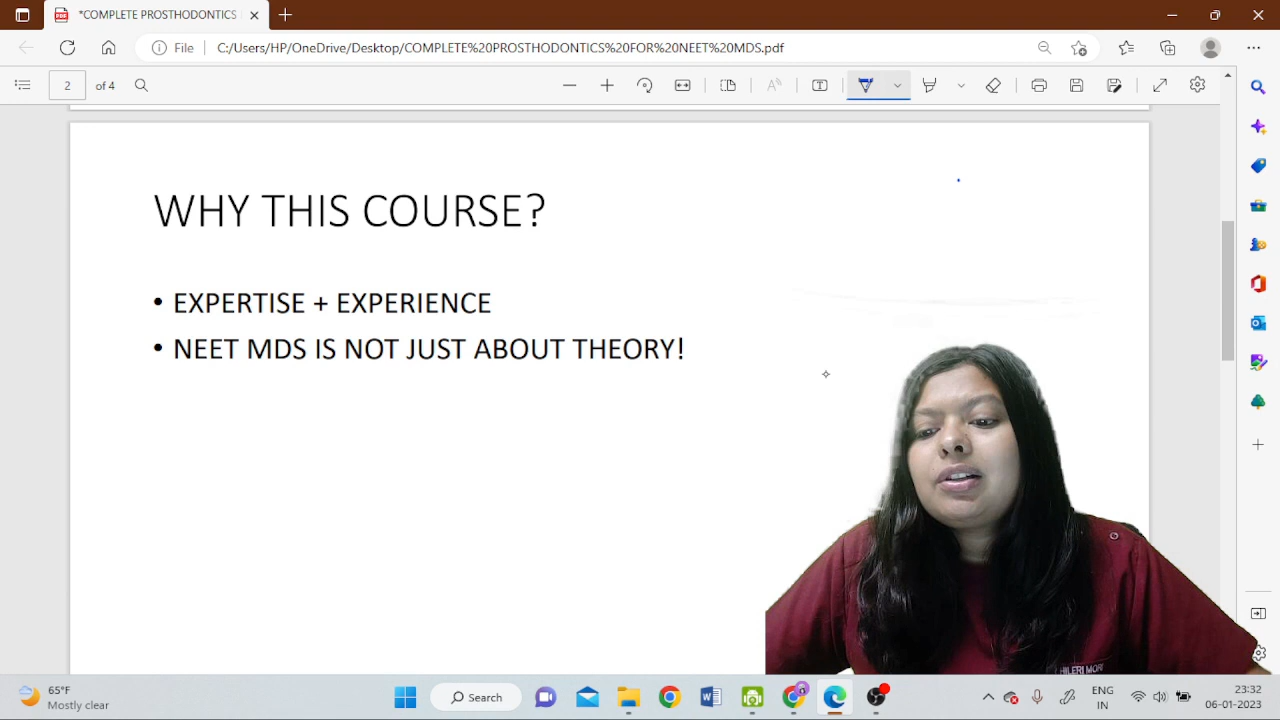 *COMPLETE PROSTHODONTICS
File
C:/Users/HP/OneDrive/Desktop/COMPLETE%20PROSTHODONTICS%20FOR%20NEET%20MDS.pdf
2 of 4
WHY THIS COURSE?
• EXPERTISE + EXPERIENCE
• NEET MDS IS NOT JUST ABOUT THEORY!
65°F
Mostly clear
Search
ENG
IN
23:32
06-01-2023